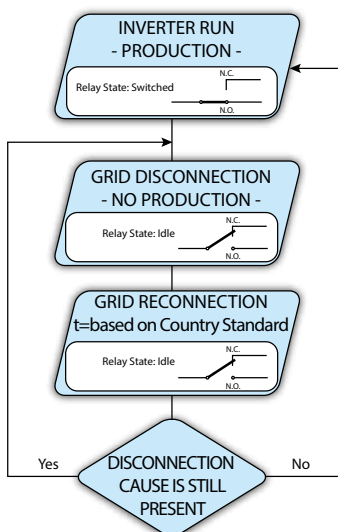 INVERTER RUN
- PRODUCTION -
N.C.
Relay State: Switched
N.O.
GRID DISCONNECTION
- NO PRODUCTION -
N.C.
Relay State: Idle
N.O.
GRID RECONNECTION
t=based on Country Standard
N.C.
Relay State: Idle
N.O.
Yes
No
DISCONNECTION
CAUSE IS STILL
PRESENT